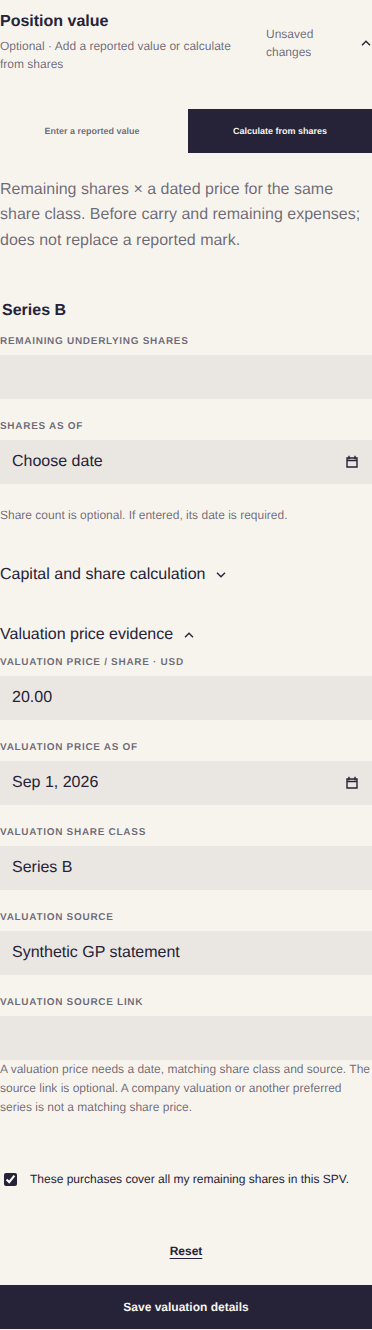 Position value
Optional · Add a reported value or calculate
from shares
Unsaved
changes
Enter a reported value
Calculate from shares
Remaining shares × a dated price for the same
share class. Before carry and remaining expenses;
does not replace a reported mark.
Series B
REMAINING UNDERLYING SHARES
SHARES AS OF
Choose date
Share count is optional. If entered, its date is required.
Capital and share calculation
Valuation price evidence
VALUATION PRICE / SHARE · USD
20.00
VALUATION PRICE AS OF
Sep 1, 2026
VALUATION SHARE CLASS
Series B
VALUATION SOURCE
Synthetic GP statement
VALUATION SOURCE LINK
A valuation price needs a date, matching share class and source. The
source link is optional. A company valuation or another preferred
series is not a matching share price.
These purchases cover all my remaining shares in this SPV.
Reset
Save valuation details